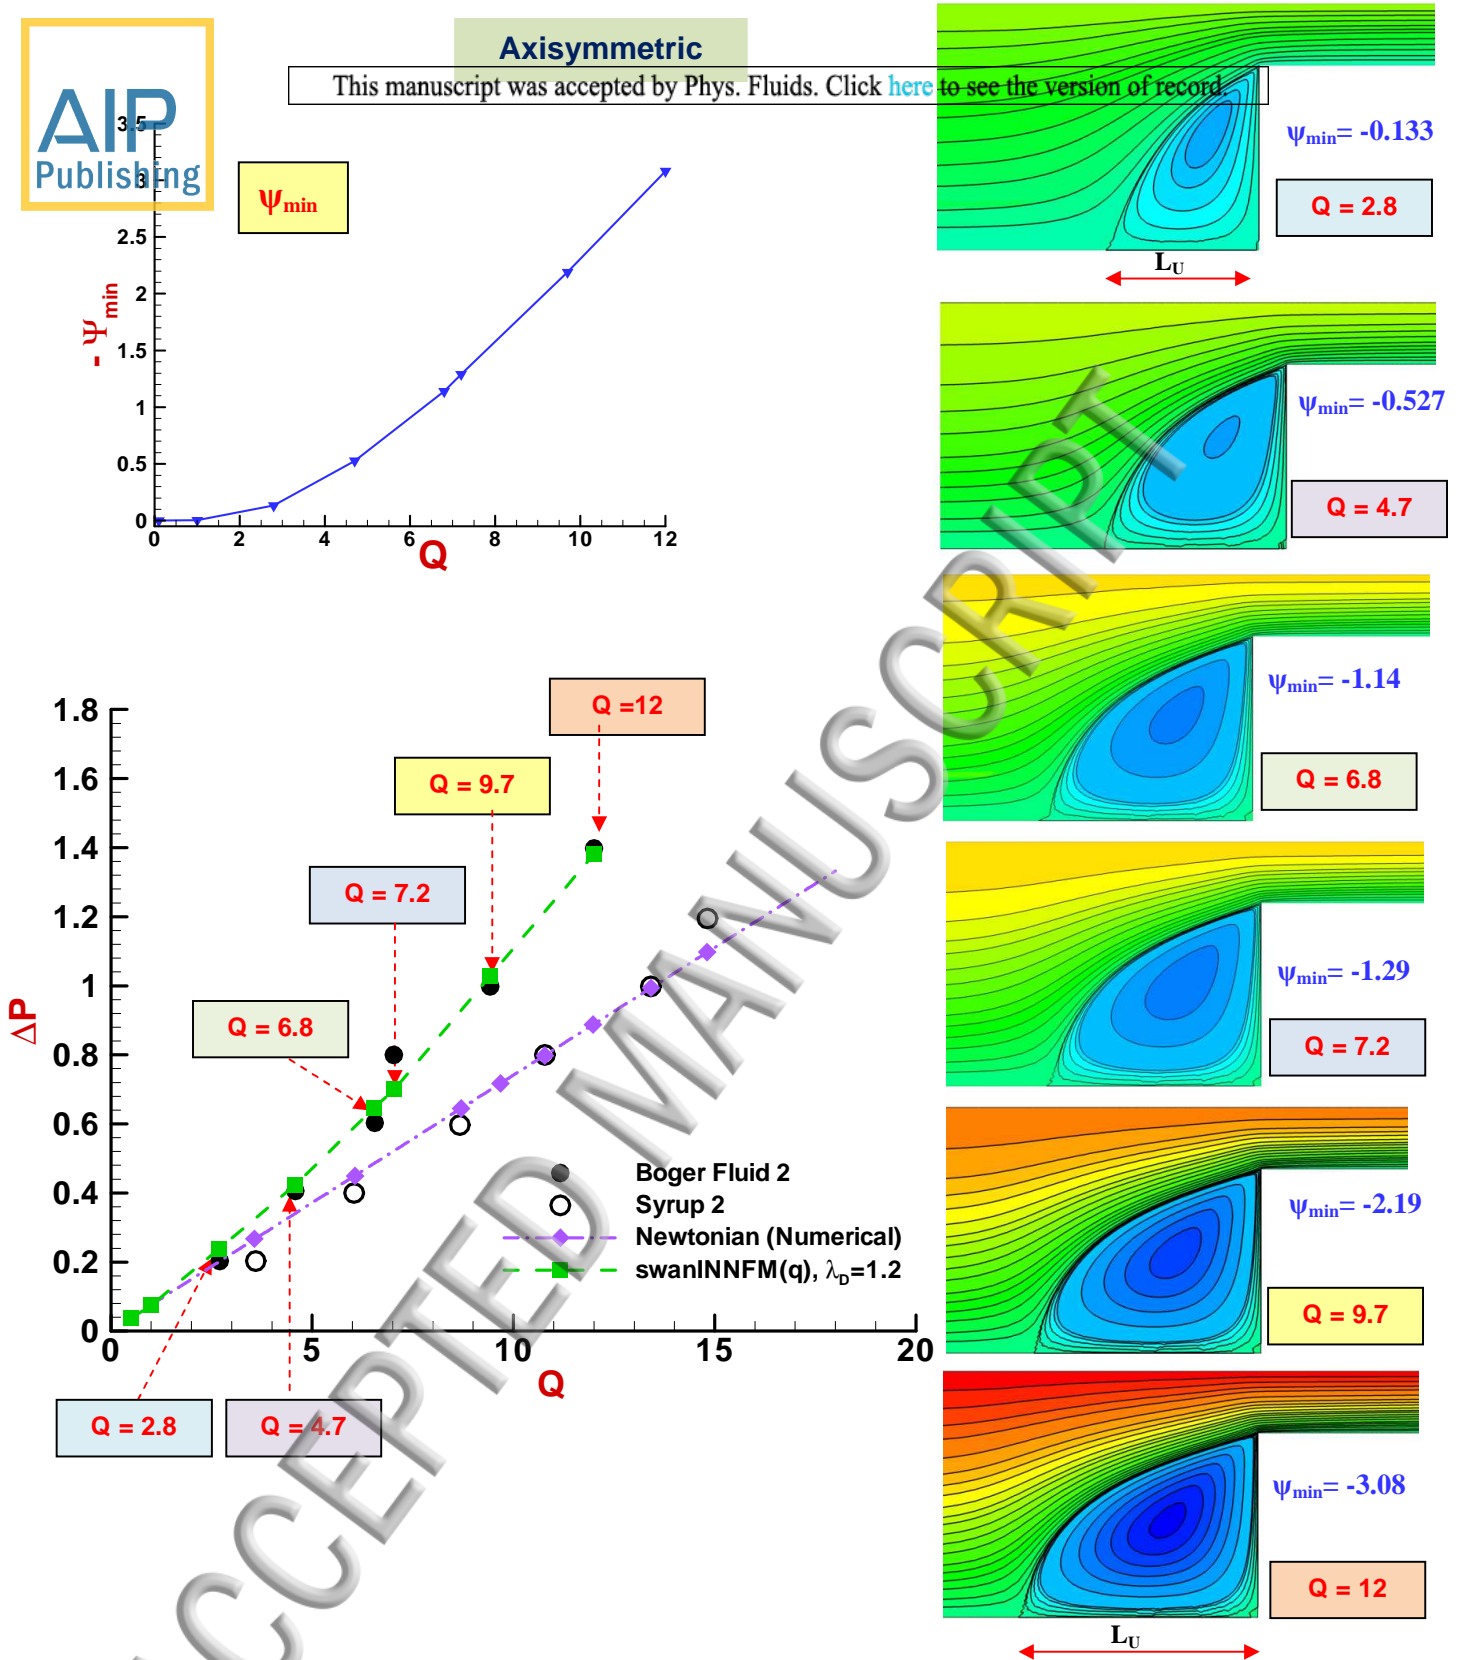 Axisymmetric
This manuscript was accepted by Phys. Fluids. Click here to see the version of record.
AIP
Publishing
3.5
3
2.5
2
1.5
1
0.5
0
- Ψmin
ψmin
0 2 4 6 8 10 12
Q
ψmin= -0.133
Q = 2.8
LU
ψmin= -0.527
Q = 4.7
ψmin= -1.14
Q = 6.8
ψmin= -1.29
Q = 7.2
ψmin= -2.19
Q = 9.7
ψmin= -3.08
Q = 12
LU
1.8
1.6
1.4
1.2
1
0.8
0.6
0.4
0.2
0
ΔP
Q =12
Q = 9.7
Q = 7.2
Q = 6.8
Boger Fluid 2
Syrup 2
Newtonian (Numerical)
swanINNFM(q), λD=1.2
0 5 10 15 20
Q
Q = 2.8
Q = 4.7
ACCEPTED MANUSCRIPT